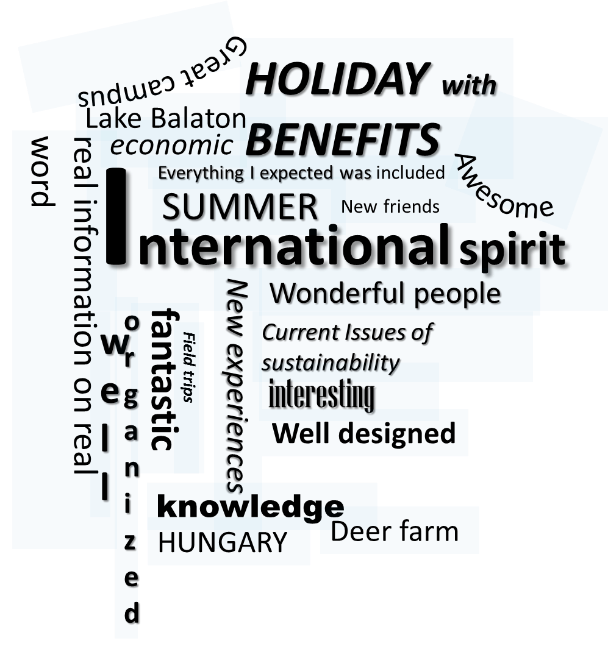 Great campus
HOLIDAY with
Lake Balaton
economic BENEFITS
Everything I expected was included
Awesome
SUMMER
New friends
International spirit
word
real information on real
Wonderful people
New experiences
Current Issues of
sustainability
fantastic
Field trips
well
organized
interesting
Well designed
knowledge
HUNGARY
Deer farm